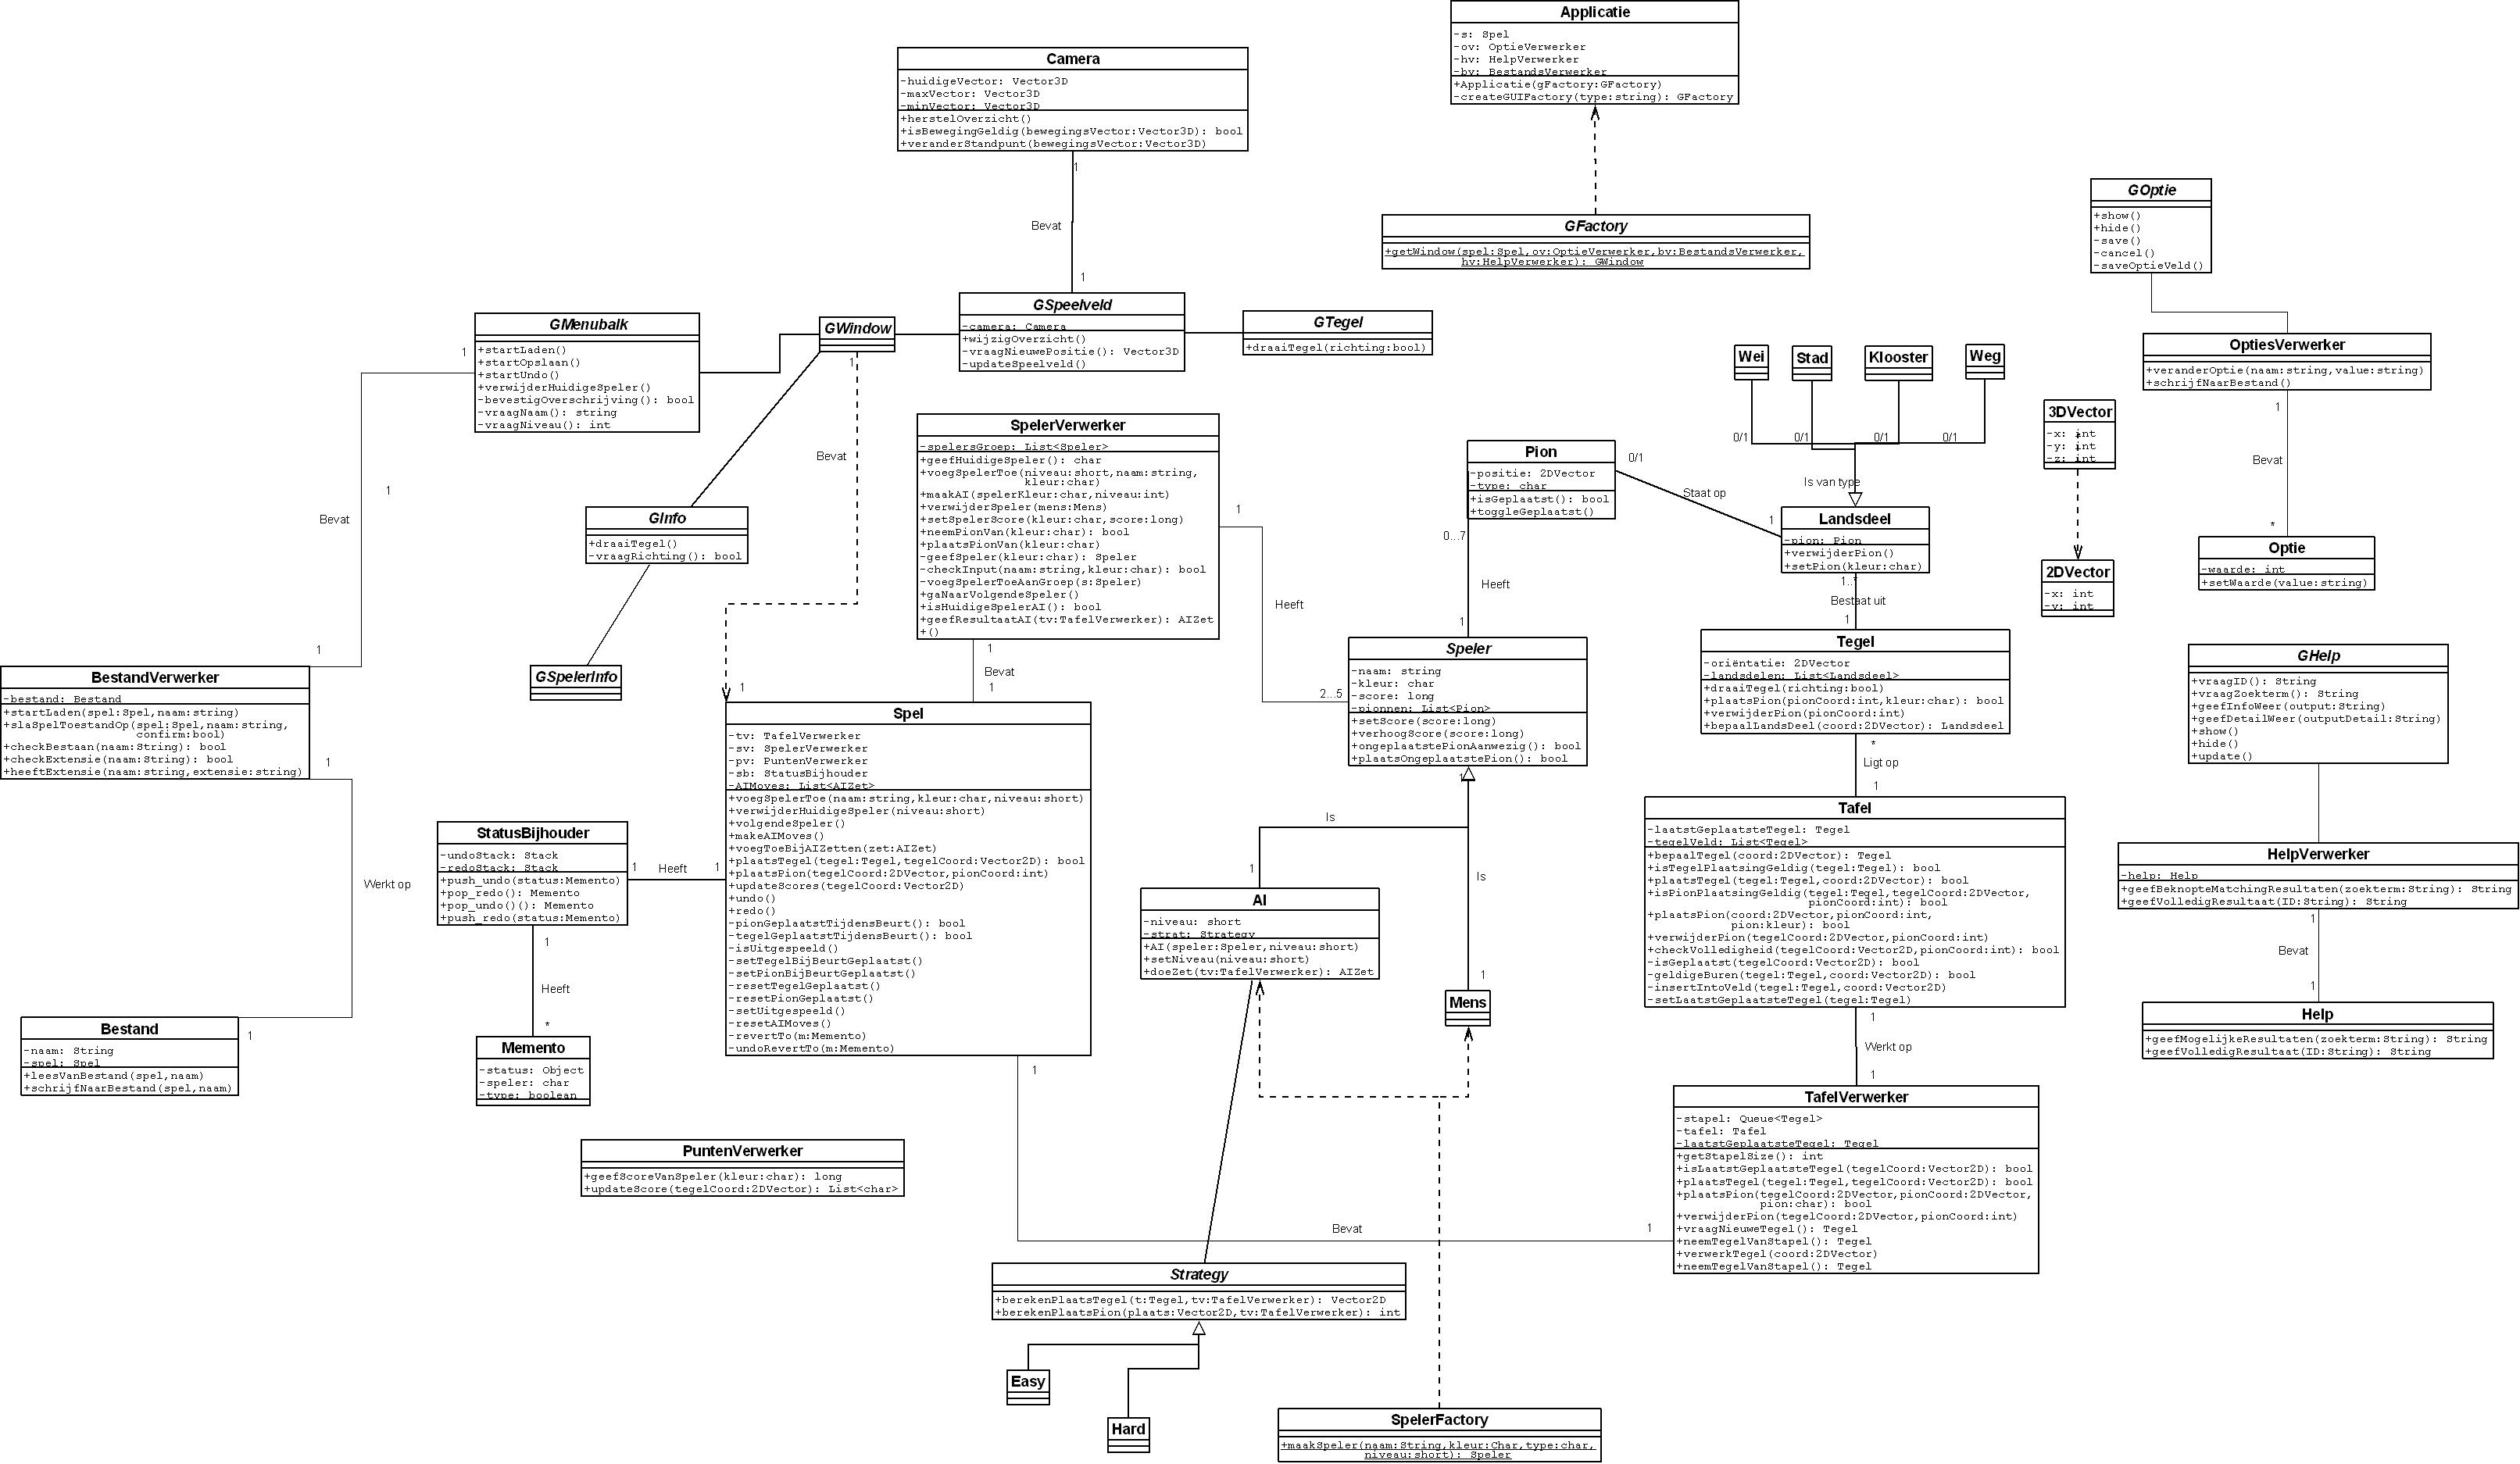 Applicatie
-s: Spel
-ov: OptieVerwerker
-hv: HelpVerwerker
-bv: BestandsVerwerker
+Applicatie(gFactory:GFactory)
-createGUIFactory(type:string): GFactory
Camera
-huidigeVector: Vector3D
-maxVector: Vector3D
-minVector: Vector3D
+herstelOverzicht()
+isBewegingGeldig(bewegingsVector:Vector3D): bool
+veranderStandpunt(bewegingsVector:Vector3D)
1
Bevat
1
GFactory
+getWindow(spel:Spel,ov:OptieVerwerker,bv:BestandsVerwerker,
hv:HelpVerwerker): GWindow
GOptie
+show()
+hide()
-save()
-cancel()
-saveOptieVeld()
GMenubalk
+startLaden()
+startOpslaan()
+startUndo()
+verwijderHuidigeSpeler()
-bevestigOverschrijving(): bool
-vraagNaam(): string
-vraagNiveau(): int
1
1
Bevat
1
GWindow
1
Bevat
1
GSpeelveld
-camera: Camera
+wijzigOverzicht()
-vraagNieuwePositie(): Vector3D
-updateSpeelveld()
GTegel
+draaiTegel(richting:bool)
Wei
Stad
Klooster
Weg
0/1
0/1
0/1
0/1
Is van type
OptiesVerwerker
+veranderOptie(naam:string,value:string)
+schrijfNaarBestand()
1
Bevat
*
Optie
-waarde: int
+setWaarde(value:string)
3DVector
-x: int
-y: int
-z: int
2DVector
-x: int
-y: int
SpelerVerwerker
-spelersGroep: List<Speler>
+geefHuidigeSpeler(): char
+voegSpelerToe(niveau:short,naam:string,
kleur:char)
+maakAI(spelerKleur:char,niveau:int)
+verwijderSpeler(mens:Mens)
+setSpelerScore(kleur:char,score:long)
+neemPionVan(kleur:char): bool
+plaatsPionVan(kleur:char)
-geefSpeler(kleur:char): Speler
-checkInput(naam:string,kleur:char): bool
-voegSpelerToeAanGroep(s:Speler)
+gaNaarVolgendeSpeler()
+isHuidigeSpelerAI(): bool
+geefResultaatAI(tv:TafelVerwerker): AIZet
+()
1
Bevat
1
1
Heeft
2...5
Pion
-positie: 2DVector
-type: char
+isGeplaatst(): bool
+toggleGeplaatst()
0/1
Staat op
1
0...7
Heeft
1
Landsdeel
-pion: Pion
+verwijderPion()
+setPion(kleur:char)
1..*
Bestaat uit
1
GInfo
+draaiTegel()
-vraagRichting(): bool
GSpelerInfo
Speler
-naam: string
-kleur: char
-score: long
-pionnen: List<Pion>
+setScore(score:long)
+verhoogScore(score:long)
+ongeplaatstePionAanwezig(): bool
+plaatsOngeplaatstePion(): bool
1
Is
1
Is
1
Tegel
-oriëntatie: 2DVector
-landsdelen: List<Landsdeel>
+draaiTegel(richting:bool)
+plaatsPion(pionCoord:int,kleur:char): bool
+verwijderPion(pionCoord:int)
+bepaalLandsDeel(coord:2DVector): Landsdeel
*
Ligt op
1
GHelp
+vraagID(): String
+vraagZoekterm(): String
+geefInfoWeer(output:String)
+geefDetailWeer(outputDetail:String)
+show()
+hide()
+update()
BestandVerwerker
-bestand: Bestand
+startLaden(spel:Spel,naam:string)
+slaSpelToestandOp(spel:Spel,naam:string,
confirm:bool)
+checkBestaan(naam:String): bool
+checkExtensie(naam:String): bool
+heeftExtensie(naam:string,extensie:string)
1
Werkt op
1
Spel
-tv: TafelVerwerker
-sv: SpelerVerwerker
-pv: PuntenVerwerker
-sb: StatusBijhouder
-AIMoves: List<AIZet>
+voegSpelerToe(naam:string,kleur:char,niveau:short)
+verwijderHuidigeSpeler(niveau:short)
+volgendeSpeler()
+makeAIMoves()
+voegToeBijAIZetten(zet:AIZet)
+plaatsTegel(tegel:Tegel,tegelCoord:Vector2D): bool
+plaatsPion(tegelCoord:2DVector,pionCoord:int)
+updateScores(tegelCoord:Vector2D)
+undo()
+redo()
-pionGeplaatstTijdensBeurt(): bool
-tegelGeplaatstTijdensBeurt(): bool
-isUitgespeeld()
-setTegelBijBeurtGeplaatst()
-setPionBijBeurtGeplaatst()
-resetTegelGeplaatst()
-resetPionGeplaatst()
-setUitgespeeld()
-resetAIMoves()
-revertTo(m:Memento)
-undoRevertTo(m:Memento)
1
Bevat
1
StatusBijhouder
-undoStack: Stack
-redoStack: Stack
+push_undo(status:Memento)
+pop_redo(): Memento
+pop_undo()(): Memento
+push_redo(status:Memento)
1
Heeft
1
1
Heeft
*
Memento
-status: Object
-speler: char
-type: boolean
Bestand
-naam: String
-spel: Spel
+leesVanBestand(spel,naam)
+schrijfNaarBestand(spel,naam)
AI
-niveau: short
-strat: Strategy
+AI(speler:Speler,niveau:short)
+setNiveau(niveau:short)
+doeZet(tv:TafelVerwerker): AIZet
Mens
Tafel
-laatstGeplaatsteTegel: Tegel
-tegelVeld: List<Tegel>
+bepaalTegel(coord:2DVector): Tegel
+isTegelPlaatsingGeldig(tegel:Tegel): bool
+plaatsTegel(tegel:Tegel,coord:2DVector): bool
+isPionPlaatsingGeldig(tegel:Tegel,tegelCoord:2DVector,
pionCoord:int): bool
+plaatsPion(coord:2DVector,pionCoord:int,
pion:kleur): bool
+verwijderPion(tegelCoord:2DVector,pionCoord:int)
+checkVolledigheid(tegelCoord:Vector2D,pionCoord:int): bool
-isGeplaatst(tegelCoord:Vector2D): bool
-geldigeBuren(tegel:Tegel,coord:Vector2D): bool
-insertIntoVeld(tegel:Tegel,coord:Vector2D)
-setLaatstGeplaatsteTegel(tegel:Tegel)
1
Werkt op
1
HelpVerwerker
-help: Help
+geefBeknopteMatchingResultaten(zoekterm:String): String
+geefVolledigResultaat(ID:String): String
1
Bevat
1
Help
+geefMogelijkeResultaten(zoekterm:String): String
+geefVolledigResultaat(ID:String): String
PuntenVerwerker
+geefScoreVanSpeler(kleur:char): long
+updateScore(tegelCoord:2DVector): List<char>
TafelVerwerker
-stapel: Queue<Tegel>
-tafel: Tafel
-laatstGeplaatsteTegel: Tegel
+getStapelSize(): int
+isLaatstGeplaatsteTegel(tegelCoord:Vector2D): bool
+plaatsTegel(tegel:Tegel,tegelCoord:Vector2D): bool
+plaatsPion(tegelCoord:2DVector,pionCoord:2DVector,
pion:char): bool
+verwijderPion(tegelCoord:2DVector,pionCoord:int)
+vraagNieuweTegel(): Tegel
+neemTegelVanStapel(): Tegel
+verwerkTegel(coord:2DVector)
+neemTegelVanStapel(): Tegel
Strategy
+berekenPlaatsTegel(t:Tegel,tv:TafelVerwerker): Vector2D
+berekenPlaatsPion(plaats:Vector2D,tv:TafelVerwerker): int
Easy
Hard
SpelerFactory
+maakSpeler(naam:String,kleur:Char,type:char,
niveau:short): Speler